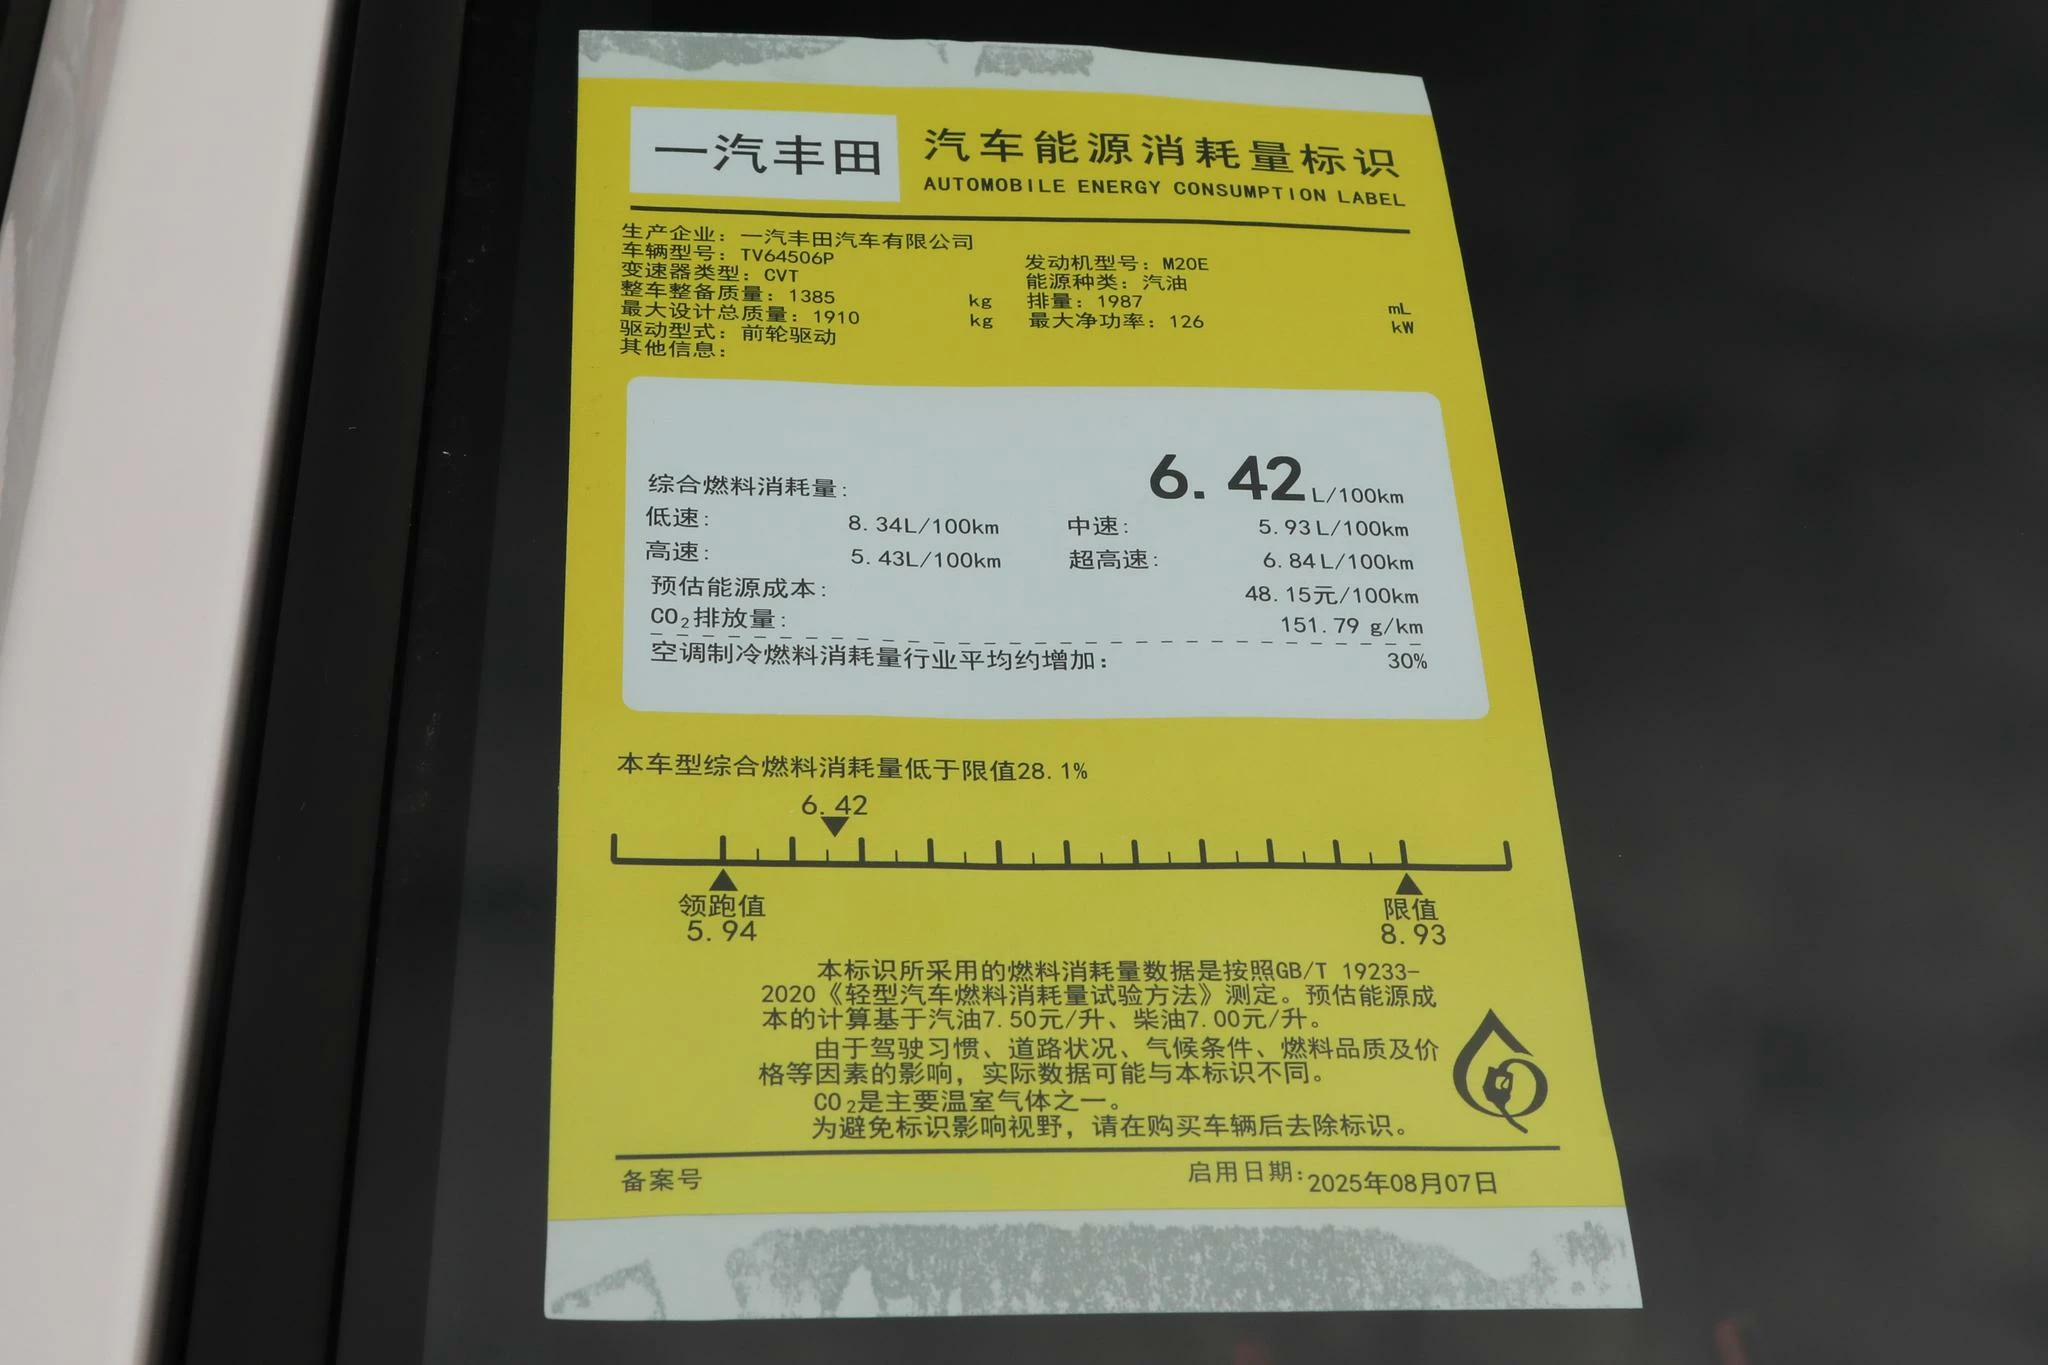 一汽丰田
汽车能源消耗量标识
AUTOMOBILE ENERGY CONSUMPTION LABEL
生产企业：一汽丰田汽车有限公司
车辆型号：TV64506P
变速器类型：CVT
整车整备质量：1385 kg
最大设计总质量：1910 kg
驱动型式：前轮驱动
其他信息：
发动机型号：M20E
能源种类：汽油
排量：1987 mL
最大净功率：126 kW
综合燃料消耗量: 6.42 L/100km
低速: 8.34L/100km 中速: 5.93L/100km
高速: 5.43L/100km 超高速: 6.84L/100km
预估能源成本: 48.15元/100km
CO₂排放量: 151.79 g/km
空调制冷燃料消耗量行业平均约增加： 30%
本车型综合燃料消耗量低于限值28.1%
6.42
领跑值 限值
5.94 8.93
本标识所采用的燃料消耗量数据是按照GB/T 19233-
2020《轻型汽车燃料消耗量试验方法》测定。预估能源成
本的计算基于汽油7.50元/升、柴油7.00元/升。
由于驾驶习惯、道路状况、气候条件、燃料品质及价
格等因素的影响，实际数据可能与本标识不同。
CO₂是主要温室气体之一。
为避免标识影响视野，请在购买车辆后去除标识。
备案号 启用日期:2025年08月07日